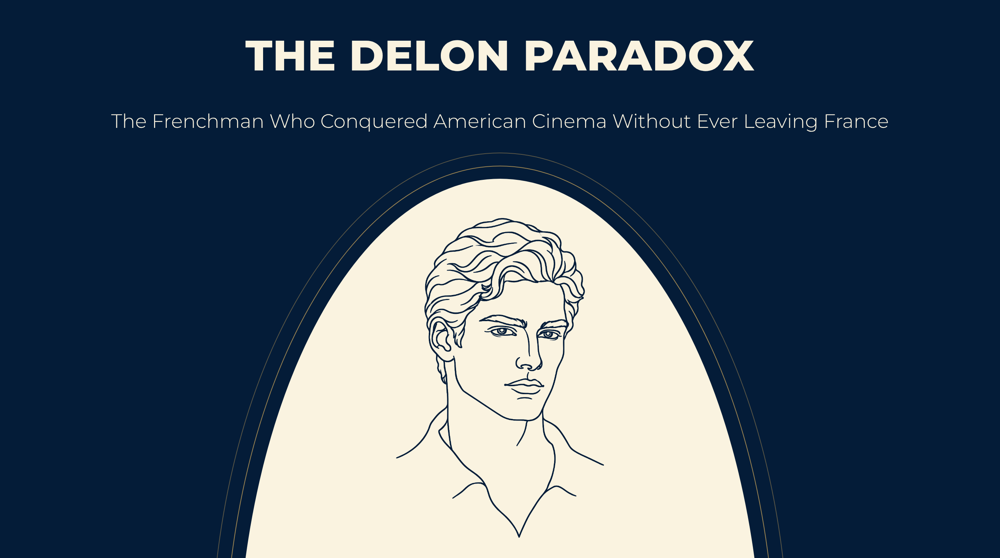 THE DELON PARADOX
The Frenchman Who Conquered American Cinema Without Ever Leaving France